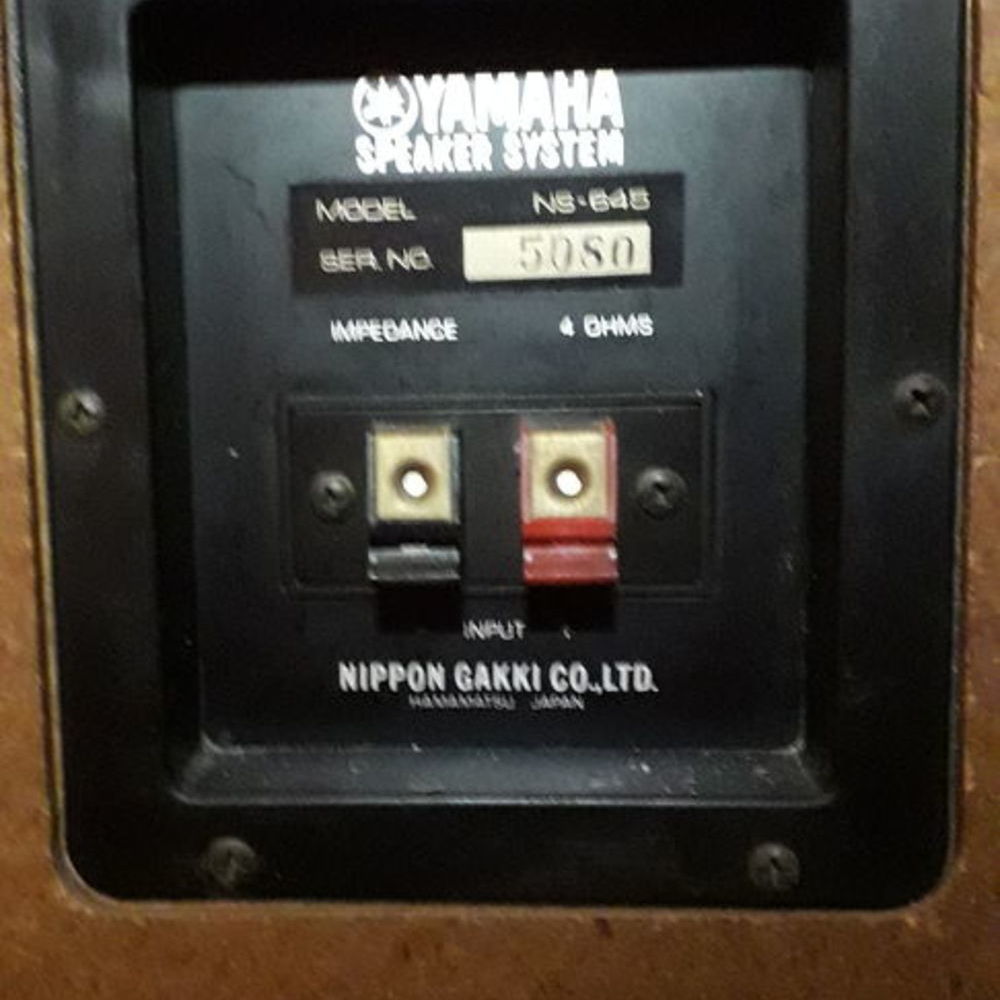 YAMAHA
SPEAKER SYSTEM
MODEL NS-645
SER. NO. 5080
IMPEDANCE 4 OHMS
INPUT
NIPPON GAKKI CO.,LTD.
HAMAMATSU JAPAN